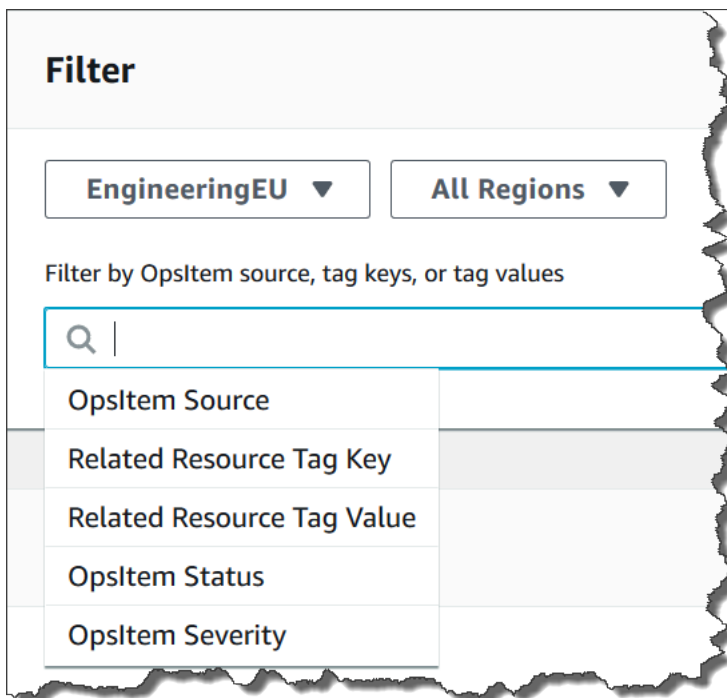 Filter
EngineeringEU All Regions
Filter by OpsItem source, tag keys, or tag values
OpsItem Source
Related Resource Tag Key
Related Resource Tag Value
OpsItem Status
OpsItem Severity